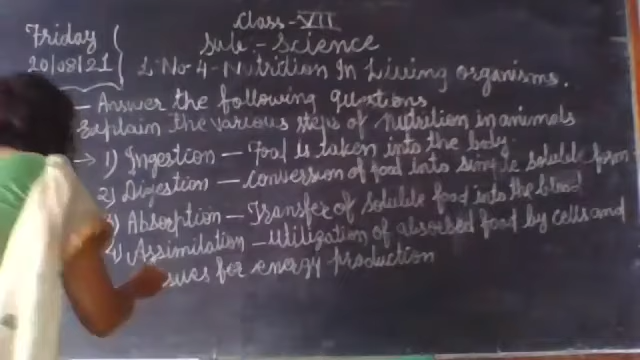 Class - VII
Friday
Sub :- Science
20/08/21
L·No-4-Nutrition In Living organisms.
- Answer the following questions
Explain the various steps of nutrition in animals
→ 1) Ingestion — Food is taken into the body.
2) Digestion — Conversion of food into simple soluble form
3) Absorption — Transfer of soluble food into the blood
4) Assimilation — Utilization of absorbed food by cells and
sues for energy production